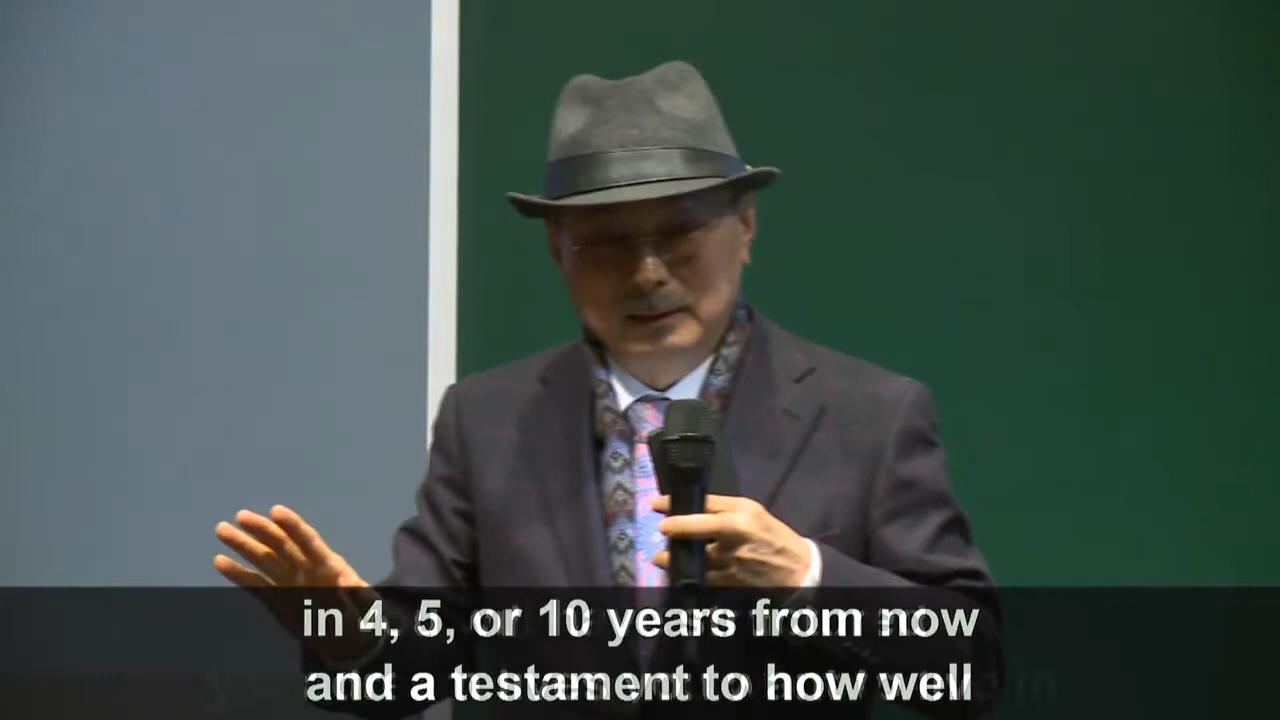 in 4, 5, or 10 years from now
and a testament to how well